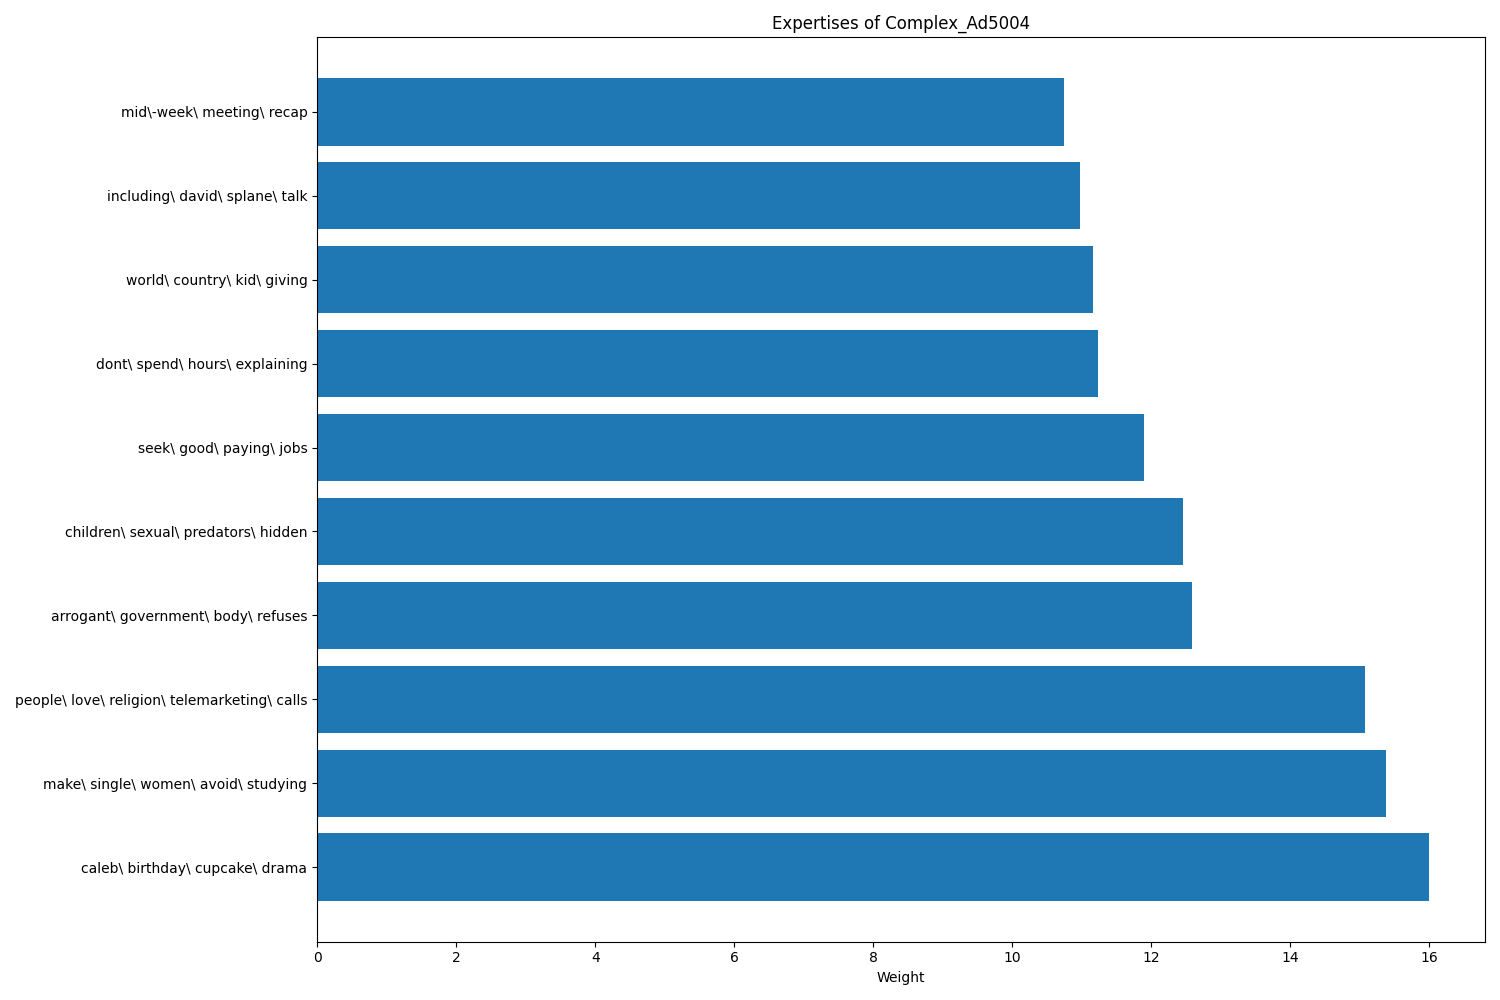 Expertises of Complex_Ad5004
mid\-week\ meeting\ recap
including\ david\ splane\ talk
world\ country\ kid\ giving
dont\ spend\ hours\ explaining
seek\ good\ paying\ jobs
children\ sexual\ predators\ hidden
arrogant\ government\ body\ refuses
people\ love\ religion\ telemarketing\ calls
make\ single\ women\ avoid\ studying
caleb\ birthday\ cupcake\ drama
0 2 4 6 8 10 12 14 16
Weight